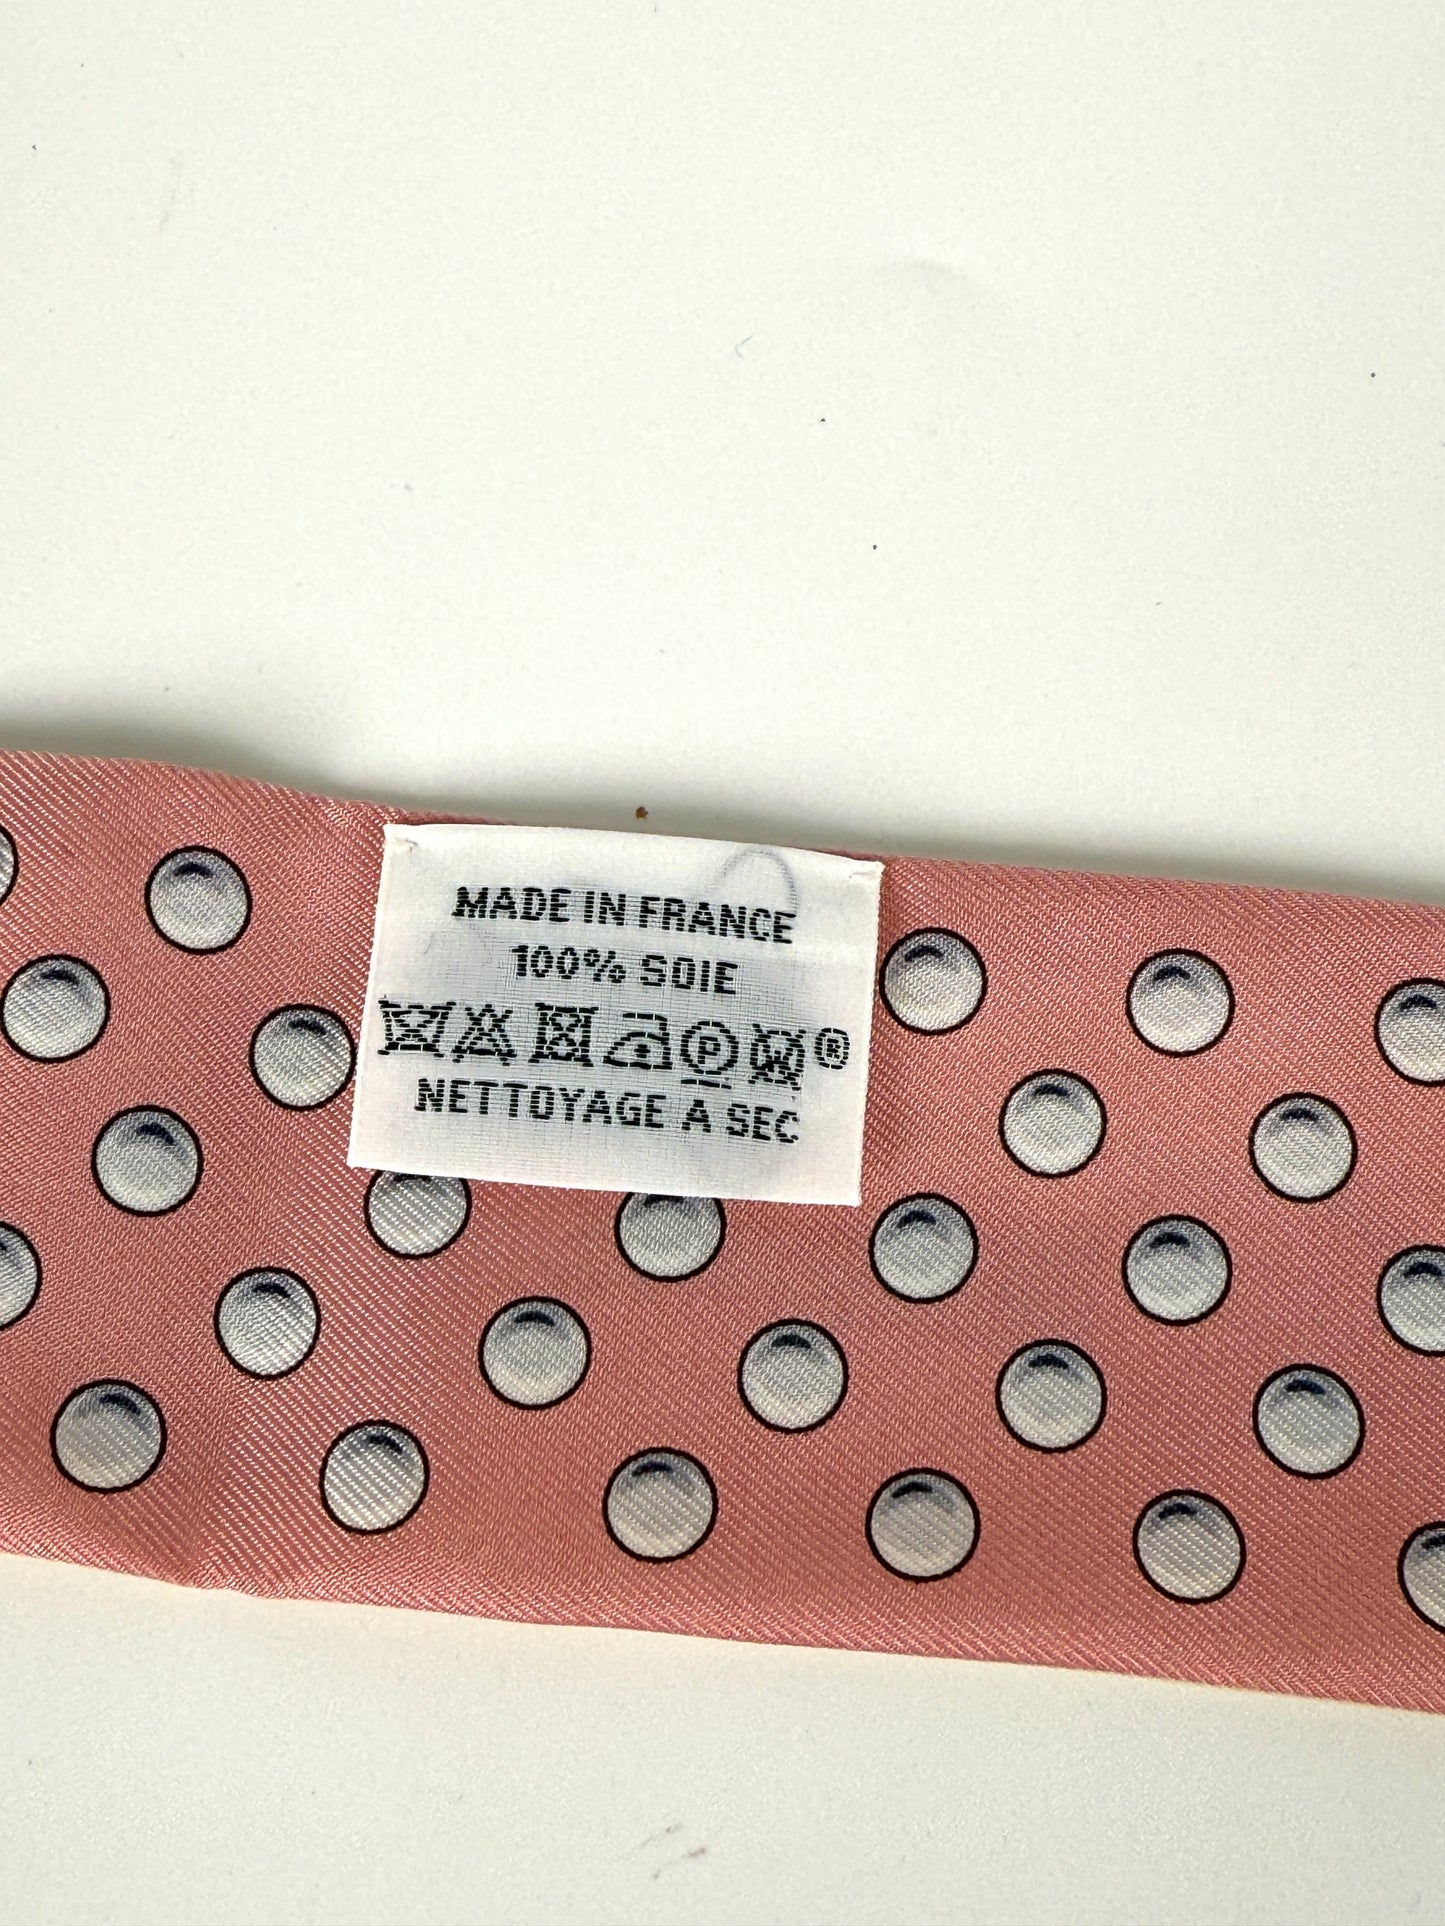 MADE IN FRANCE
100% SOIE
P W ®
NETTOYAGE A SEC